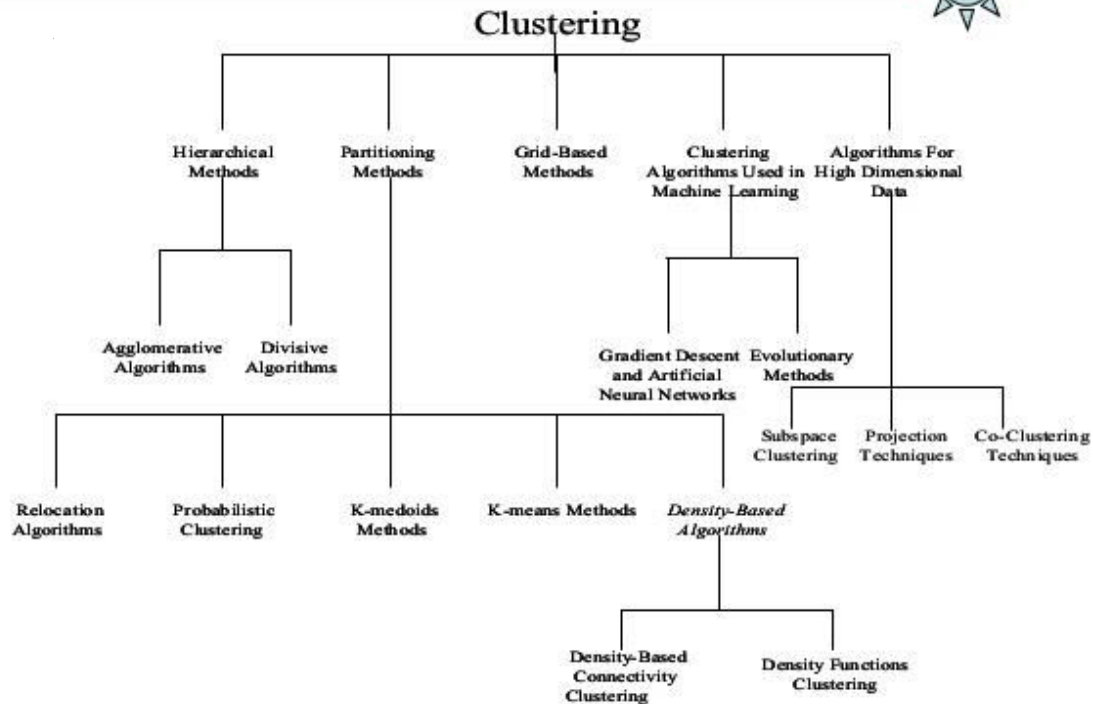 Clustering
Hierarchical
Methods
Partitioning
Methods
Grid-Based
Methods
Clustering
Algorithms Used in
Machine Learning
Algorithms For
High Dimensional
Data
Agglomerative
Algorithms
Divisive
Algorithms
Gradient Descent
and Artificial
Neural Networks
Evolutionary
Methods
Subspace
Clustering
Projection
Techniques
Co-Clustering
Techniques
Relocation
Algorithms
Probabilistic
Clustering
K-medoids
Methods
K-means Methods
Density-Based
Algorithms
Density-Based
Connectivity
Clustering
Density Functions
Clustering